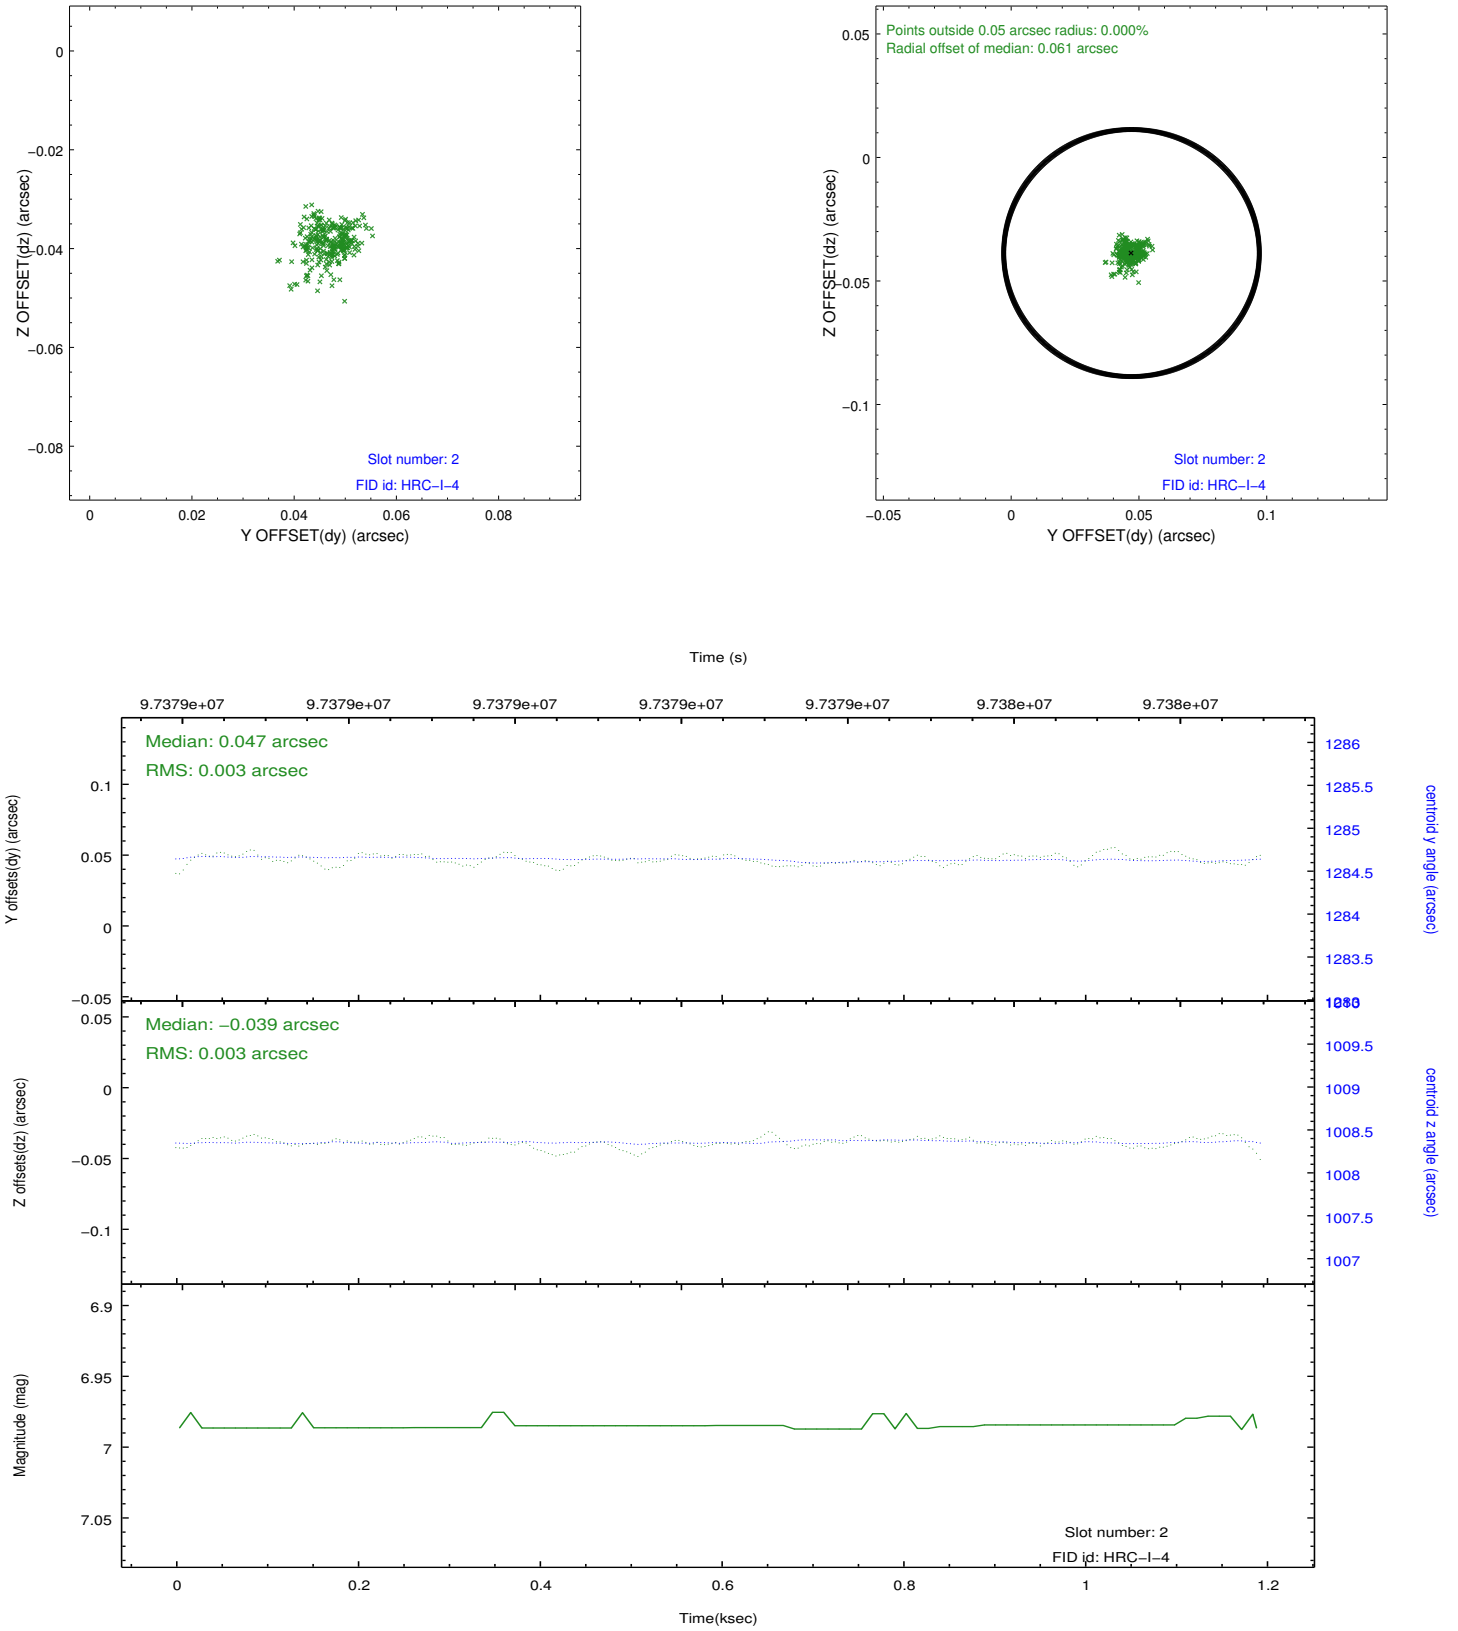 0
−0.02
−0.04
−0.06
−0.08
Z OFFSET(dz) (arcsec)
Slot number: 2
FID id: HRC−I−4
0 0.02 0.04 0.06 0.08
Y OFFSET(dy) (arcsec)
Points outside 0.05 arcsec radius: 0.000%
Radial offset of median: 0.061 arcsec
0.05
0
−0.05
−0.1
Z OFFSET(dz) (arcsec)
Slot number: 2
FID id: HRC−I−4
−0.05 0 0.05 0.1
Y OFFSET(dy) (arcsec)
Time (s)
9.7379e+07 9.7379e+07 9.7379e+07 9.7379e+07 9.7379e+07 9.738e+07 9.738e+07
Median: 0.047 arcsec
RMS: 0.003 arcsec
0.1
0.05
0
−0.05
Y offsets(dy) (arcsec)
1286
1285.5
1285
1284.5
1284
1283.5
centroid y angle (arcsec)
Median: −0.039 arcsec
RMS: 0.003 arcsec
0.05
0
−0.05
−0.1
Z offsets(dz) (arcsec)
1009.5
1009
1008.5
1008
1007.5
1007
centroid z angle (arcsec)
6.9
6.95
7
7.05
Magnitude (mag)
Slot number: 2
FID id: HRC−I−4
0 0.2 0.4 0.6 0.8 1 1.2
Time(ksec)